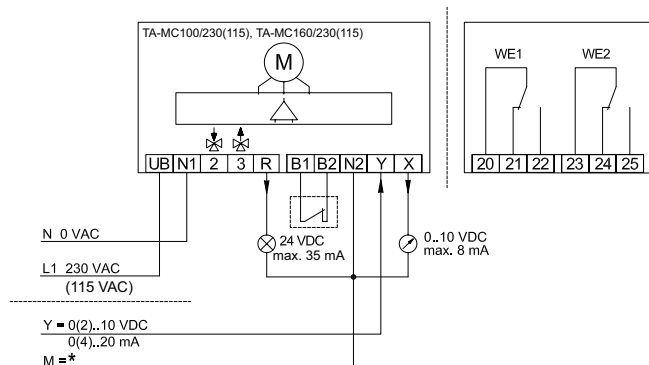 TA-MC100/230(115), TA-MC160/230(115)
M
UB N1 2 3 R B1 B2 N2 Y X
WE1 WE2
20 21 22 23 24 25
N 0 VAC
24 VDC
max. 35 mA
0..10 VDC
max. 8 mA
L1 230 VAC
(115 VAC)
Y = 0(2)..10 VDC
0(4)..20 mA
M =*